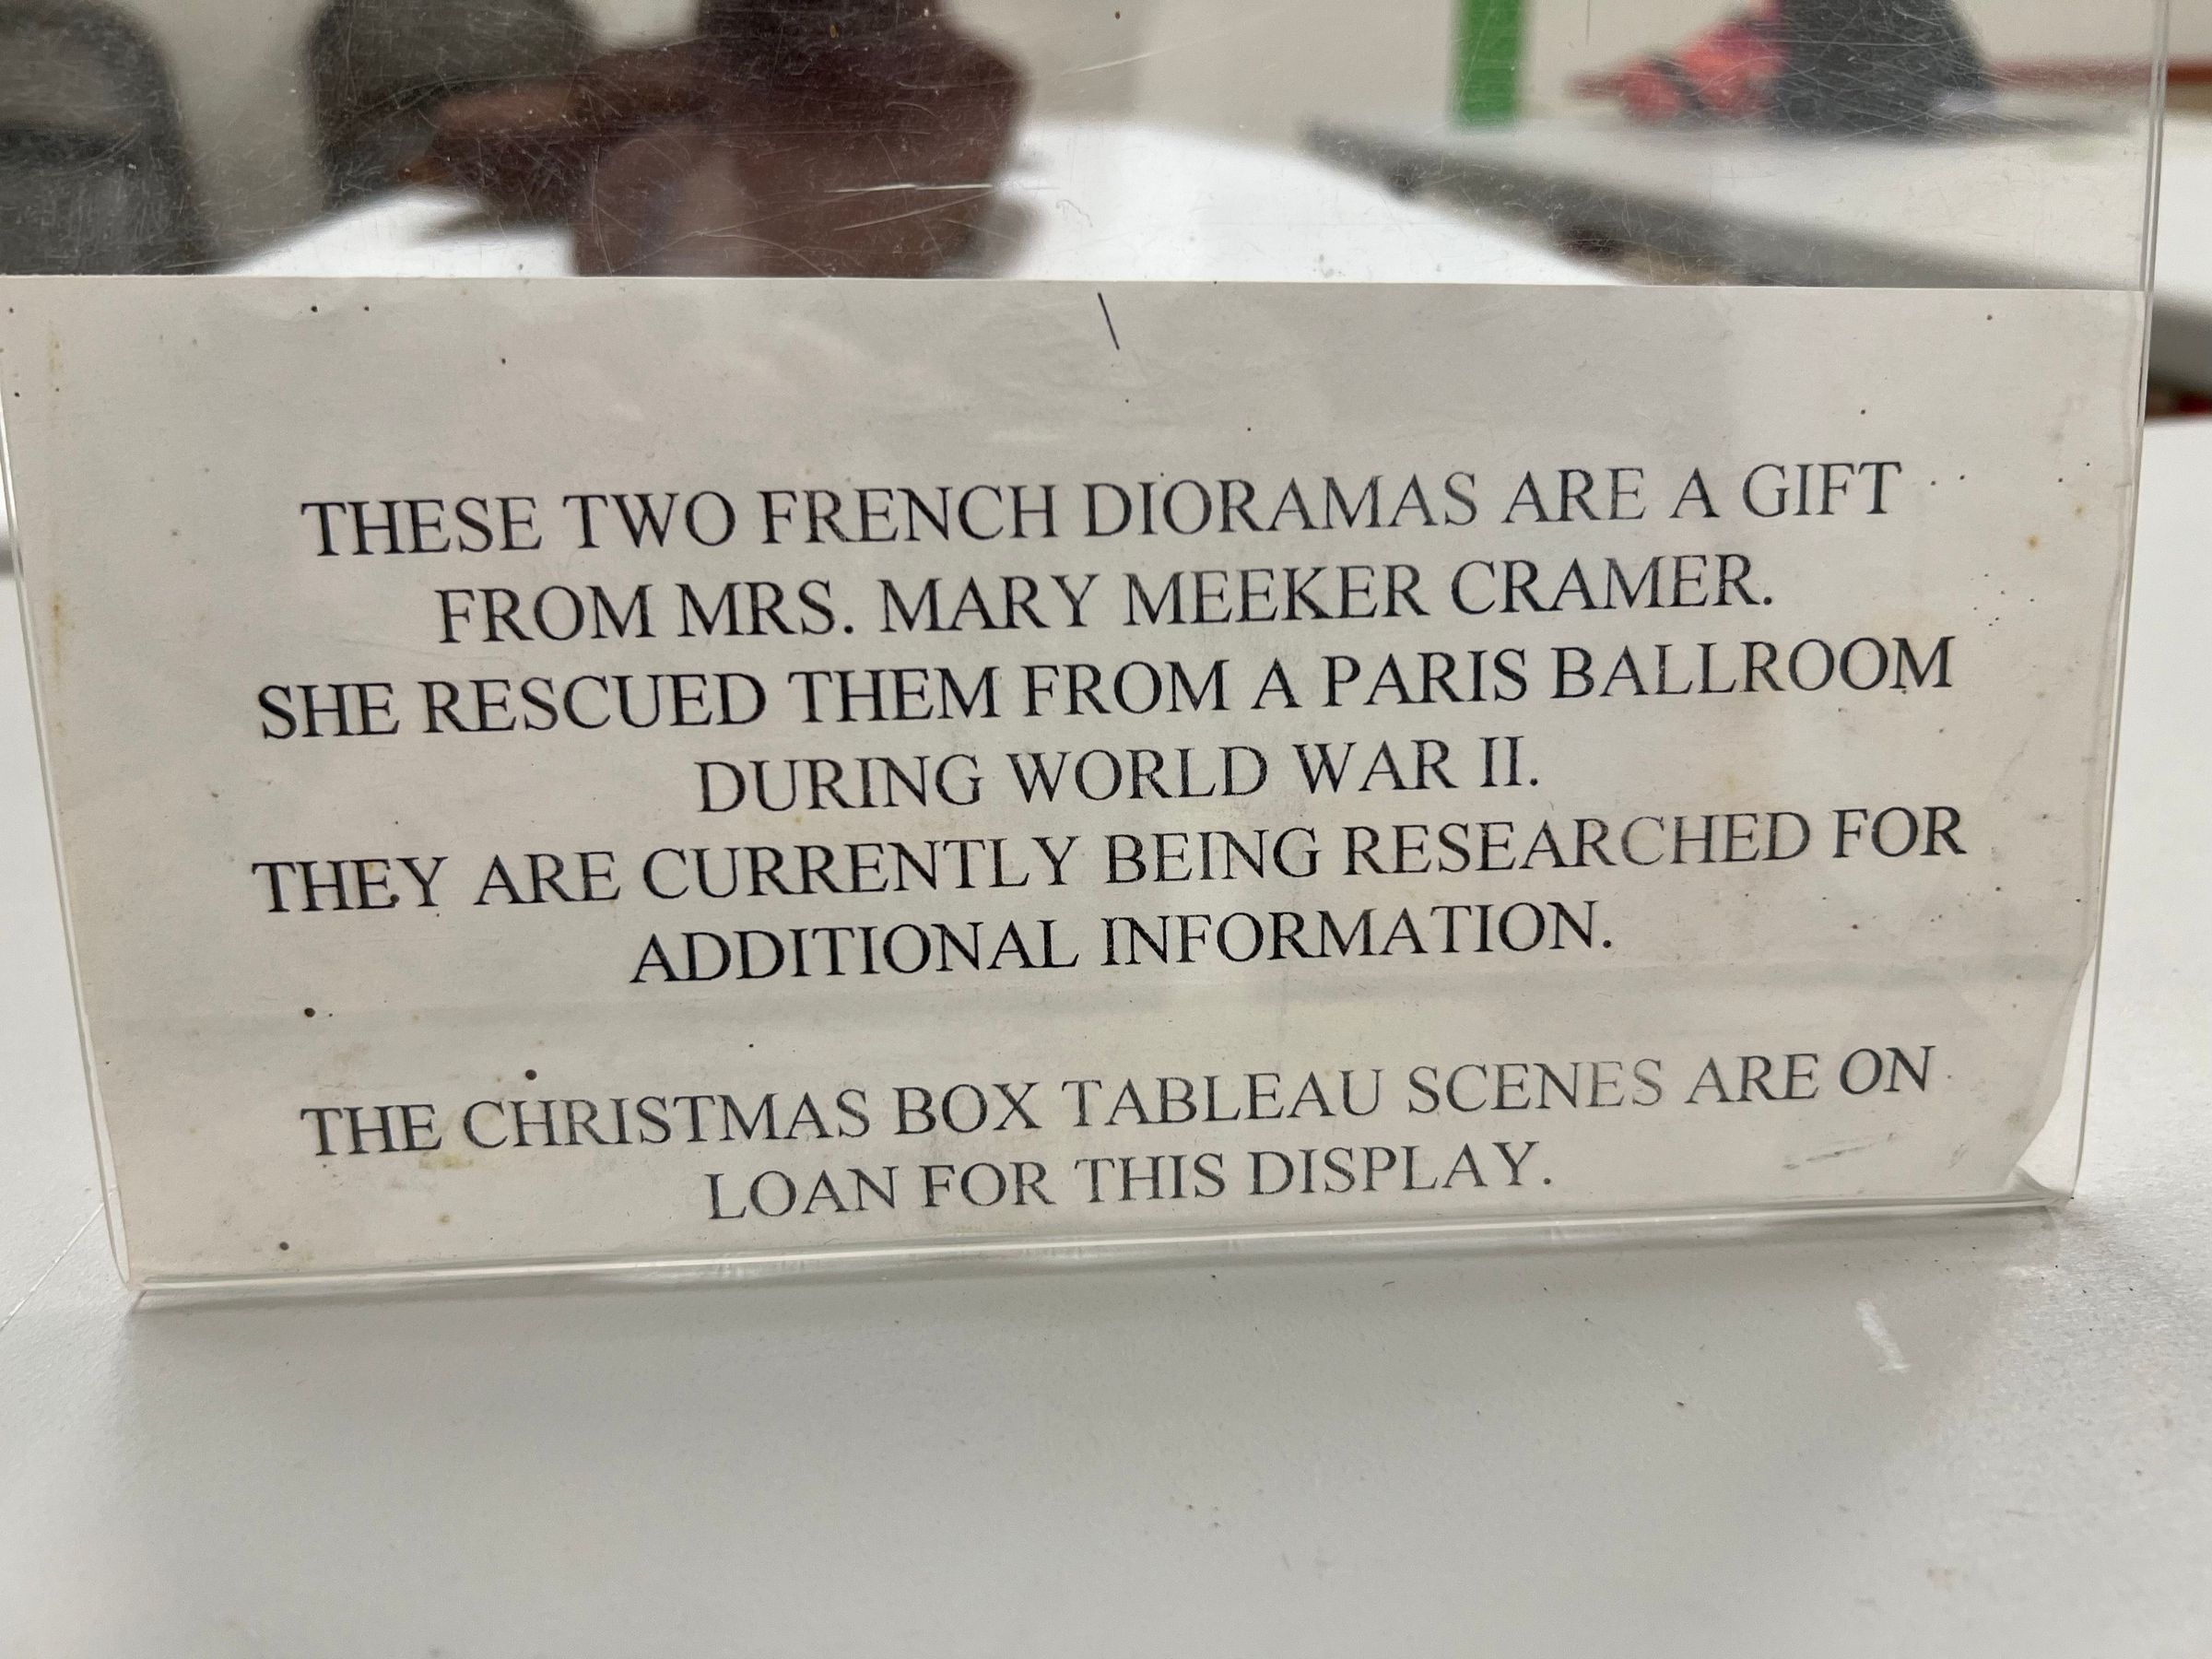 THESE TWO FRENCH DIORAMAS ARE A GIFT
FROM MRS. MARY MEEKER CRAMER.
SHE RESCUED THEM FROM A PARIS BALLROOM
DURING WORLD WAR II.
THEY ARE CURRENTLY BEING RESEARCHED FOR
ADDITIONAL INFORMATION.
THE CHRISTMAS BOX TABLEAU SCENES ARE ON
LOAN FOR THIS DISPLAY.